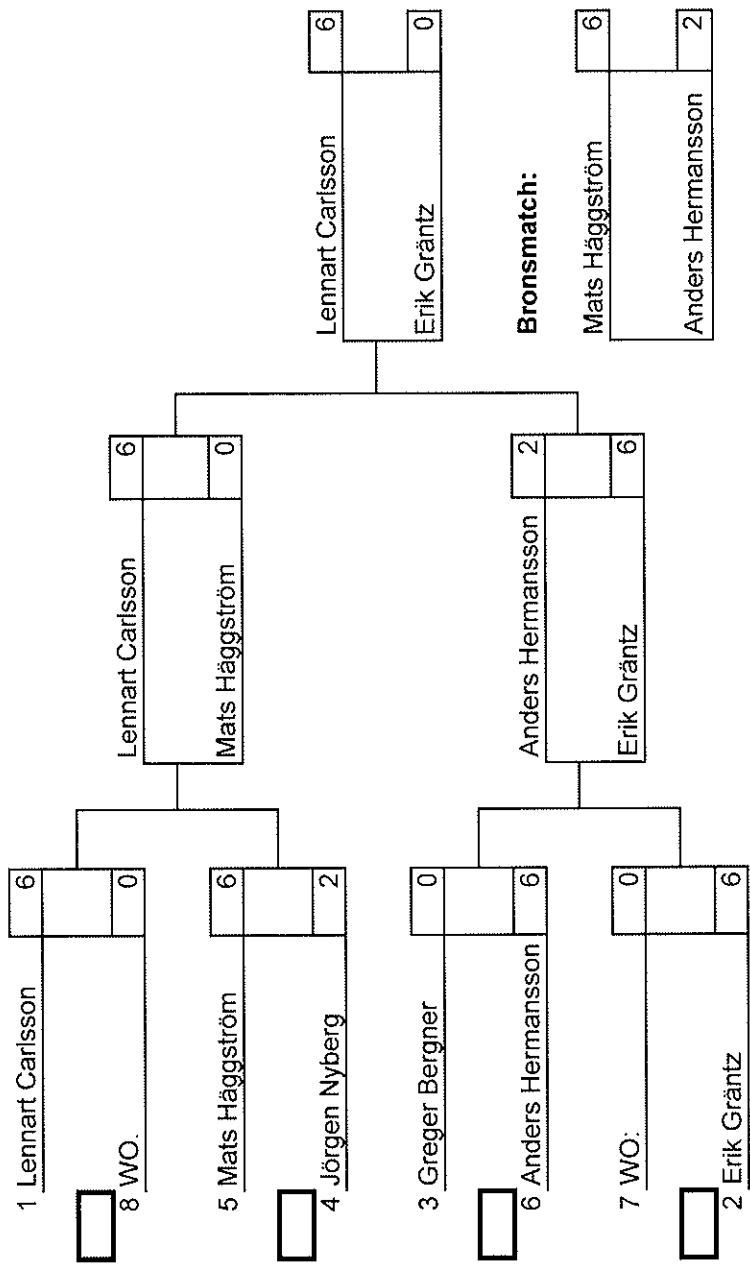 1 Lennart Carlsson 6
8 WO. 0
5 Mats Häggström 6
4 Jörgen Nyberg 2
3 Greger Bergner 0
6 Anders Hermansson 6
7 WO: 0
2 Erik Gräntz 6
Lennart Carlsson 6
Mats Häggström 0
Anders Hermansson 2
Erik Gräntz 6
Lennart Carlsson 6
Erik Gräntz 0
Bronsmatch:
Mats Häggström 6
Anders Hermansson 2